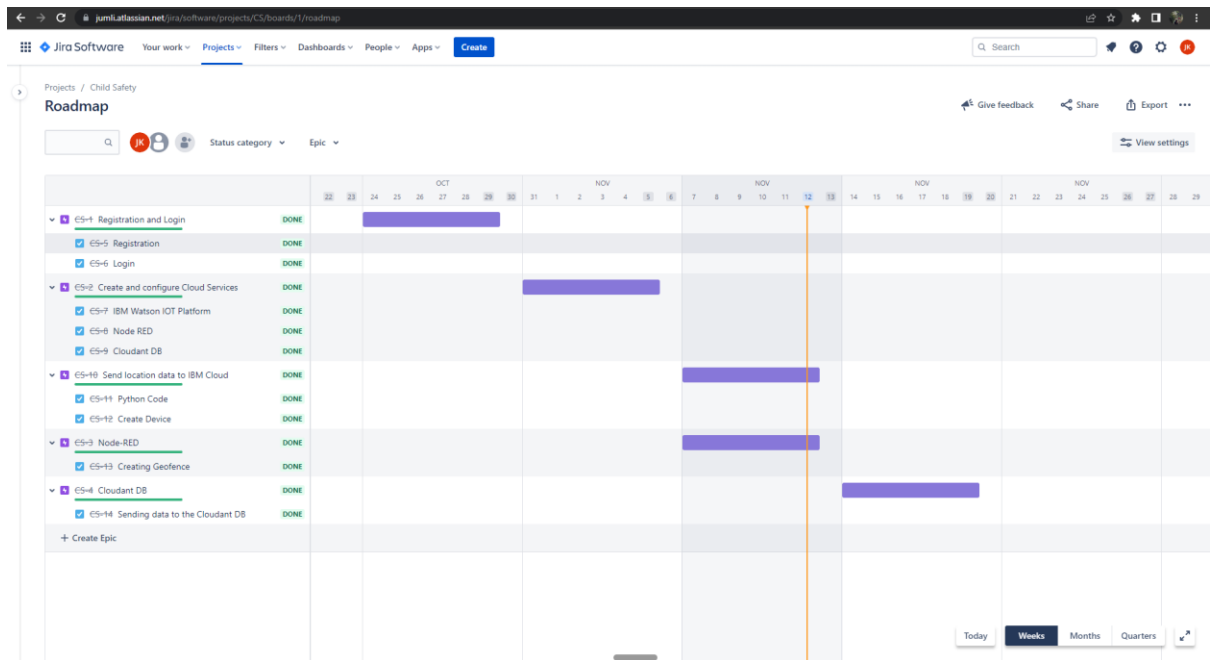 jumli.atlassian.net/jira/software/projects/CS/boards/1/roadmap
Jira Software Your work Projects Filters Dashboards People Apps Create Search JK
Projects / Child Safety
Roadmap Give feedback Share Export
JK Status category Epic View settings
OCT NOV NOV NOV NOV
22 23 24 25 26 27 28 29 30 31 1 2 3 4 5 6 7 8 9 10 11 12 13 14 15 16 17 18 19 20 21 22 23 24 25 26 27 28 29
CS-1 Registration and Login DONE
CS-5 Registration DONE
CS-6 Login DONE
CS-2 Create and configure Cloud Services DONE
CS-7 IBM Watson IOT Platform DONE
CS-8 Node RED DONE
CS-9 Cloudant DB DONE
CS-10 Send location data to IBM Cloud DONE
CS-11 Python Code DONE
CS-12 Create Device DONE
CS-3 Node-RED DONE
CS-13 Creating Geofence DONE
CS-4 Cloudant DB DONE
CS-14 Sending data to the Cloudant DB DONE
+ Create Epic
Today Weeks Months Quarters